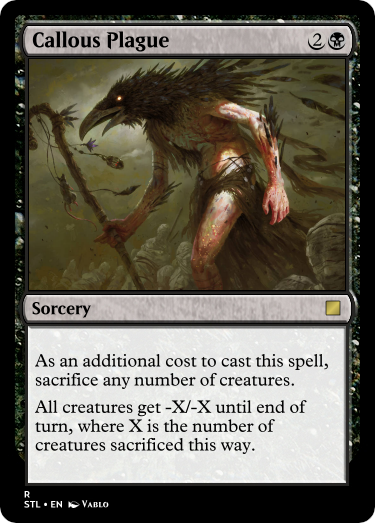 Callous Plague 2
Sorcery
As an additional cost to cast this spell,
sacrifice any number of creatures.
All creatures get -X/-X until end of
turn, where X is the number of
creatures sacrificed this way.
R
STL • EN Vablo